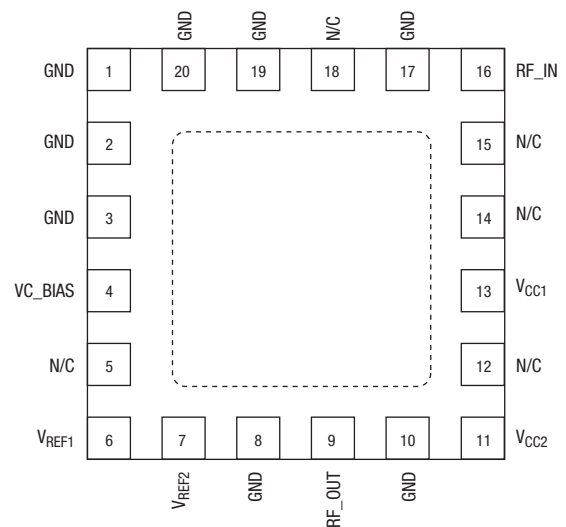 GND
GND
N/C
GND
GND 1 20 19 18 17 16 RF_IN
GND 2 15 N/C
GND 3 14 N/C
VC_BIAS 4 13 VCC1
N/C 5 12 N/C
VREF1 6 7 8 9 10 11 VCC2
VREF2
GND
RF_OUT
GND